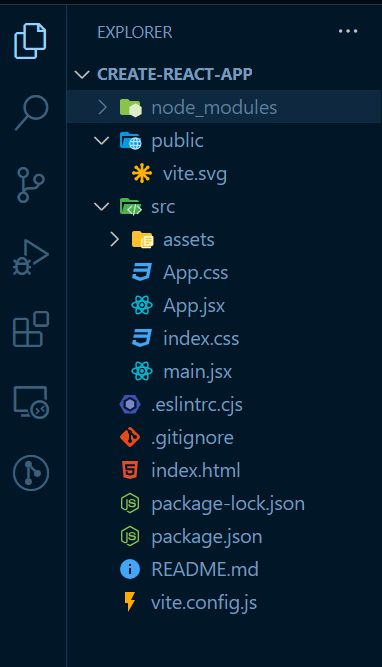 EXPLORER
CREATE-REACT-APP
node_modules
public
vite.svg
src
assets
App.css
App.jsx
index.css
main.jsx
.eslintrc.cjs
.gitignore
index.html
package-lock.json
package.json
README.md
vite.config.js